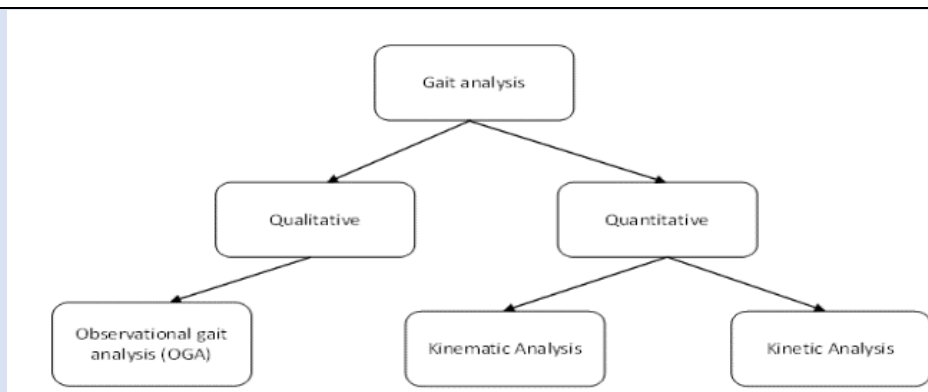 Gait analysis
Qualitative
Quantitative
Observational gait
analysis (OGA)
Kinematic Analysis
Kinetic Analysis